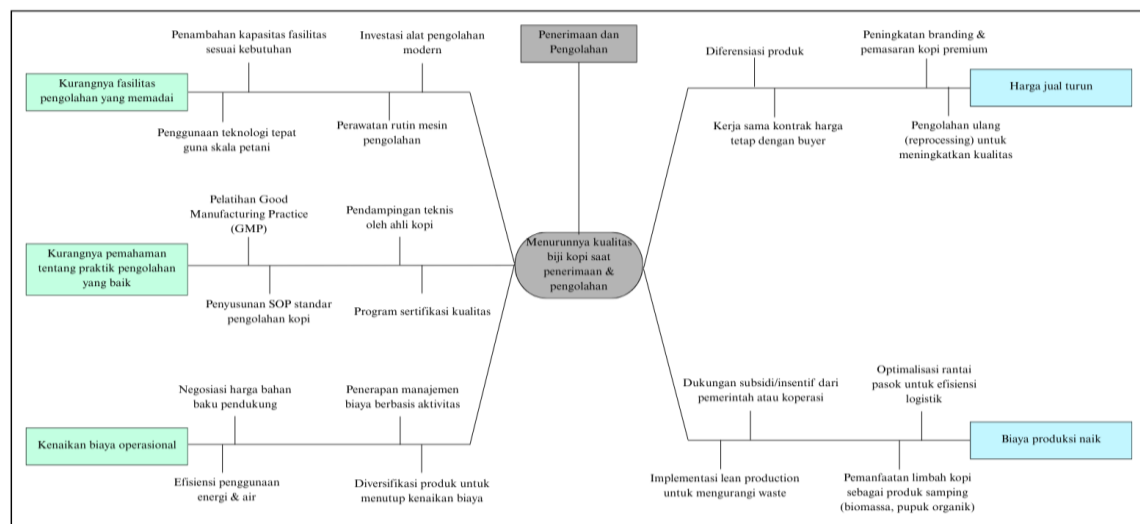 Penerimaan dan
Pengolahan
Penambahan kapasitas fasilitas
sesuai kebutuhan
Investasi alat pengolahan
modern
Kurangnya fasilitas
pengolahan yang memadai
Penggunaan teknologi tepat
guna skala petani
Perawatan rutin mesin
pengolahan
Pelatihan Good
Manufacturing Practice
(GMP)
Pendampingan teknis
oleh ahli kopi
Kurangnya pemahaman
tentang praktik pengolahan
yang baik
Penyusunan SOP standar
pengolahan kopi
Program sertifikasi kualitas
Negosiasi harga bahan
baku pendukung
Penerapan manajemen
biaya berbasis aktivitas
Kenaikan biaya operasional
Efisiensi penggunaan
energi & air
Diversifikasi produk untuk
menutup kenaikan biaya
Menurunnya kualitas
biji kopi saat
penerimaan &
pengolahan
Diferensiasi produk
Peningkatan branding &
pemasaran kopi premium
Harga jual turun
Kerja sama kontrak harga
tetap dengan buyer
Pengolahan ulang
(reprocessing) untuk
meningkatkan kualitas
Dukungan subsidi/insentif dari
pemerintah atau koperasi
Optimalisasi rantai
pasok untuk efisiensi
logistik
Biaya produksi naik
Implementasi lean production
untuk mengurangi waste
Pemanfaatan limbah kopi
sebagai produk samping
(biomassa, pupuk organik)